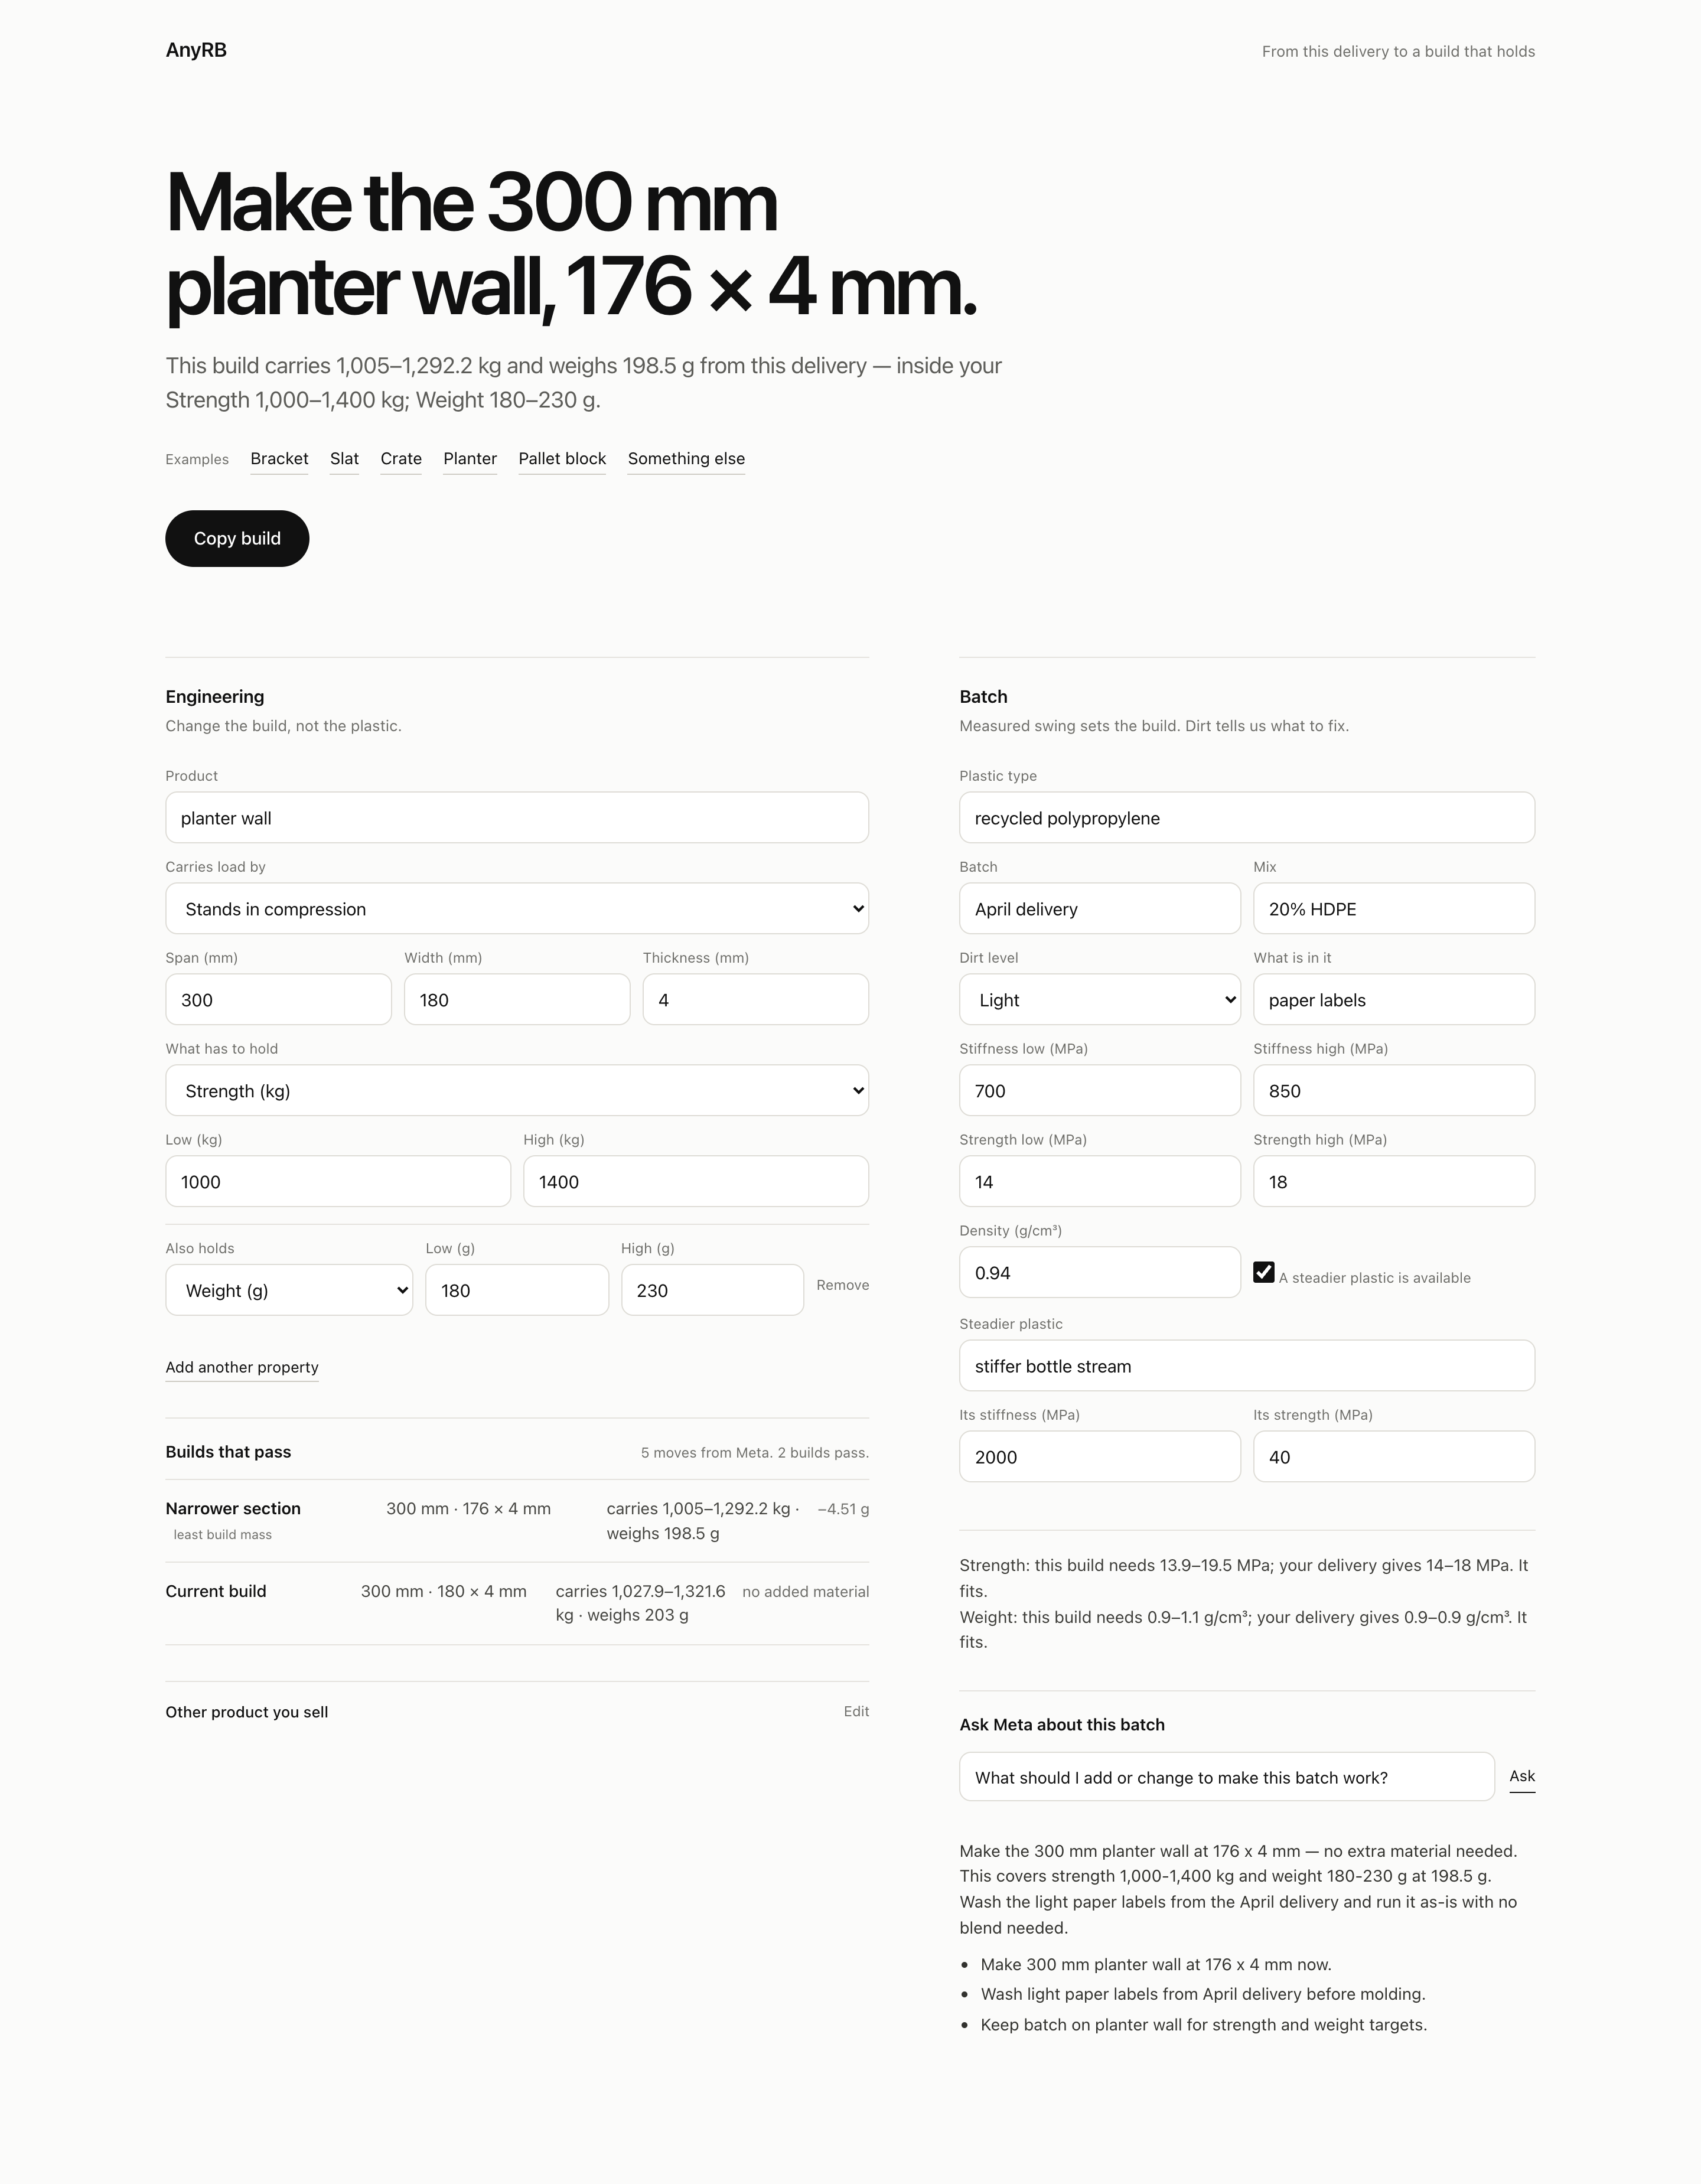 AnyRB
From this delivery to a build that holds
Make the 300 mm
planter wall, 176 × 4 mm.
This build carries 1,005–1,292.2 kg and weighs 198.5 g from this delivery — inside your
Strength 1,000–1,400 kg; Weight 180–230 g.
Examples Bracket Slat Crate Planter Pallet block Something else
Copy build
Engineering
Change the build, not the plastic.
Product
planter wall
Carries load by
Stands in compression
Span (mm) Width (mm) Thickness (mm)
300 180 4
What has to hold
Strength (kg)
Low (kg) High (kg)
1000 1400
Also holds Low (g) High (g)
Weight (g) 180 230 Remove
Add another property
Builds that pass 5 moves from Meta. 2 builds pass.
Narrower section 300 mm · 176 × 4 mm carries 1,005–1,292.2 kg · −4.51 g
least build mass weighs 198.5 g
Current build 300 mm · 180 × 4 mm carries 1,027.9–1,321.6 no added material
kg · weighs 203 g
Other product you sell Edit
Batch
Measured swing sets the build. Dirt tells us what to fix.
Plastic type
recycled polypropylene
Batch Mix
April delivery 20% HDPE
Dirt level What is in it
Light paper labels
Stiffness low (MPa) Stiffness high (MPa)
700 850
Strength low (MPa) Strength high (MPa)
14 18
Density (g/cm³)
0.94 A steadier plastic is available
Steadier plastic
stiffer bottle stream
Its stiffness (MPa) Its strength (MPa)
2000 40
Strength: this build needs 13.9–19.5 MPa; your delivery gives 14–18 MPa. It
fits.
Weight: this build needs 0.9–1.1 g/cm³; your delivery gives 0.9–0.9 g/cm³. It
fits.
Ask Meta about this batch
What should I add or change to make this batch work? Ask
Make the 300 mm planter wall at 176 x 4 mm — no extra material needed.
This covers strength 1,000-1,400 kg and weight 180-230 g at 198.5 g.
Wash the light paper labels from the April delivery and run it as-is with no
blend needed.
• Make 300 mm planter wall at 176 x 4 mm now.
• Wash light paper labels from April delivery before molding.
• Keep batch on planter wall for strength and weight targets.